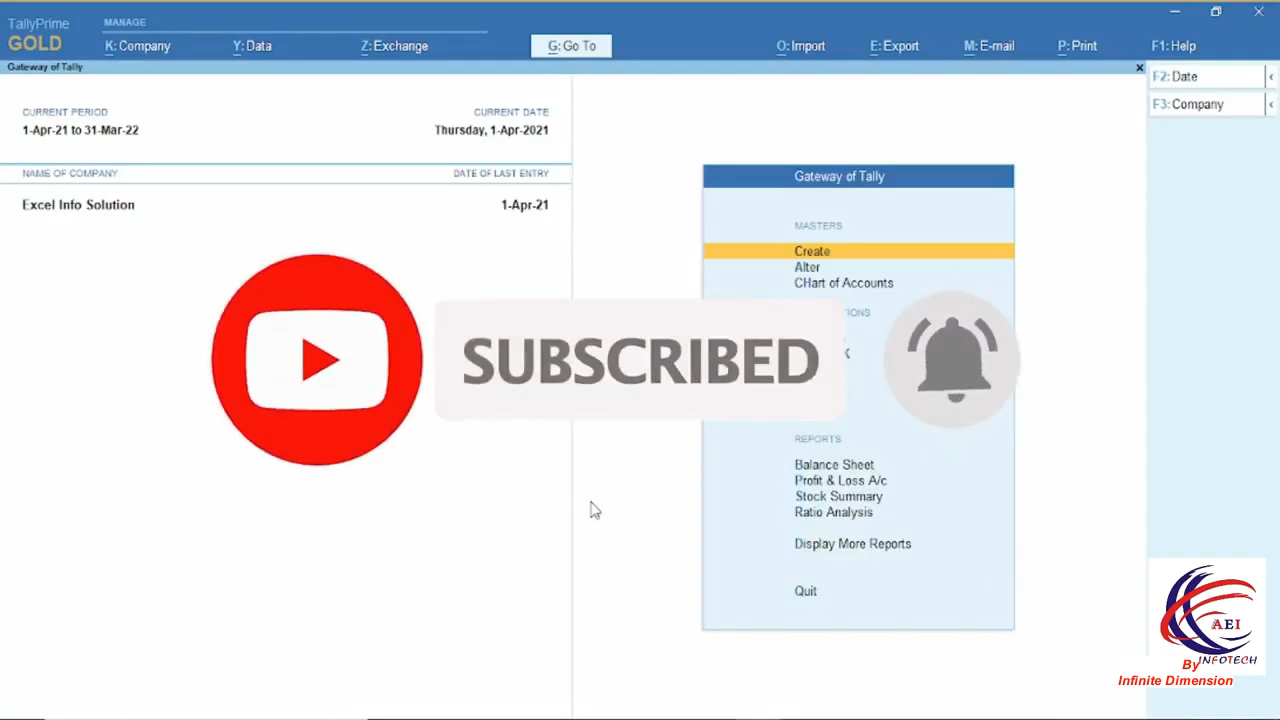 TallyPrime
GOLD
MANAGE
K: Company
Y: Data
Z: Exchange
G: Go To
O: Import
E: Export
M: E-mail
P: Print
F1: Help
Gateway of Tally
F2: Date
F3: Company
CURRENT PERIOD
CURRENT DATE
1-Apr-21 to 31-Mar-22
Thursday, 1-Apr-2021
NAME OF COMPANY
DATE OF LAST ENTRY
Excel Info Solution
1-Apr-21
Gateway of Tally
MASTERS
Create
Alter
CHart of Accounts
SUBSCRIBED
REPORTS
Balance Sheet
Profit & Loss A/c
Stock Summary
Ratio Analysis
Display More Reports
Quit
AEI
INFOTECH
By
Infinite Dimension